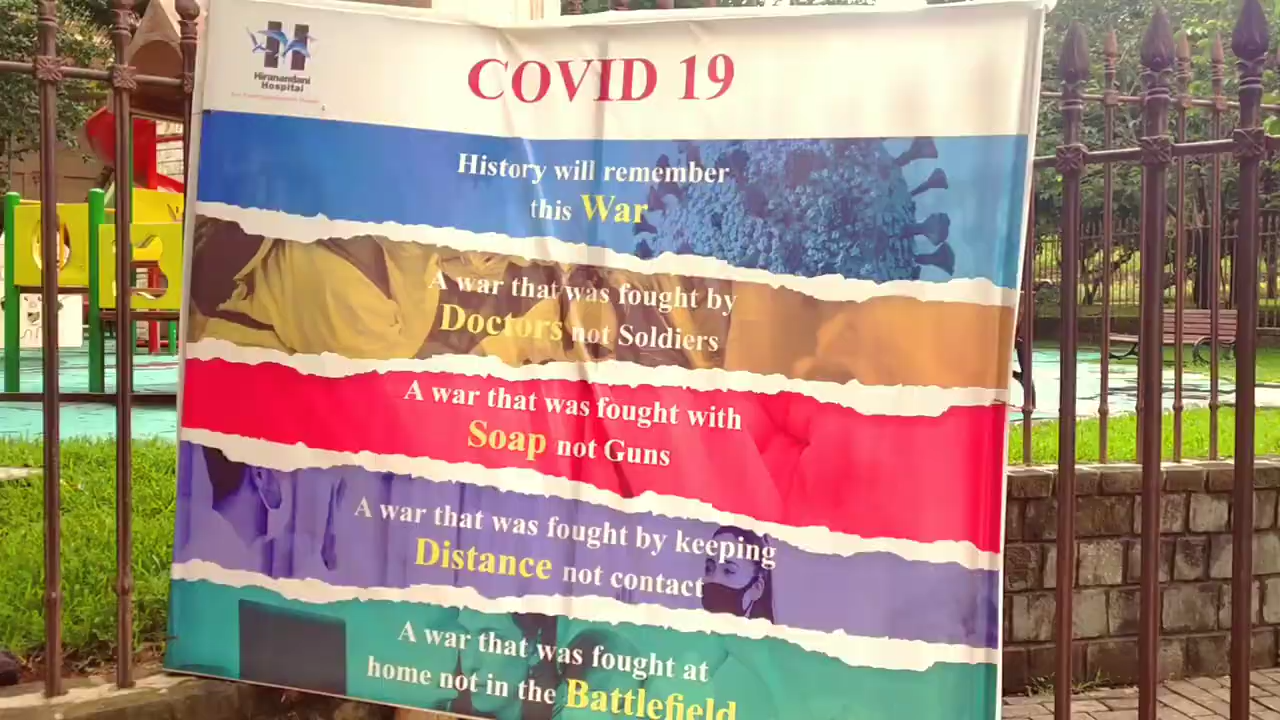 Hiranandani
Hospital
COVID 19
History will remember
this War
A war that was fought by
Doctors not Soldiers
A war that was fought with
Soap not Guns
A war that was fought by keeping
Distance not contact
A war that was fought at
home not in the Battlefield